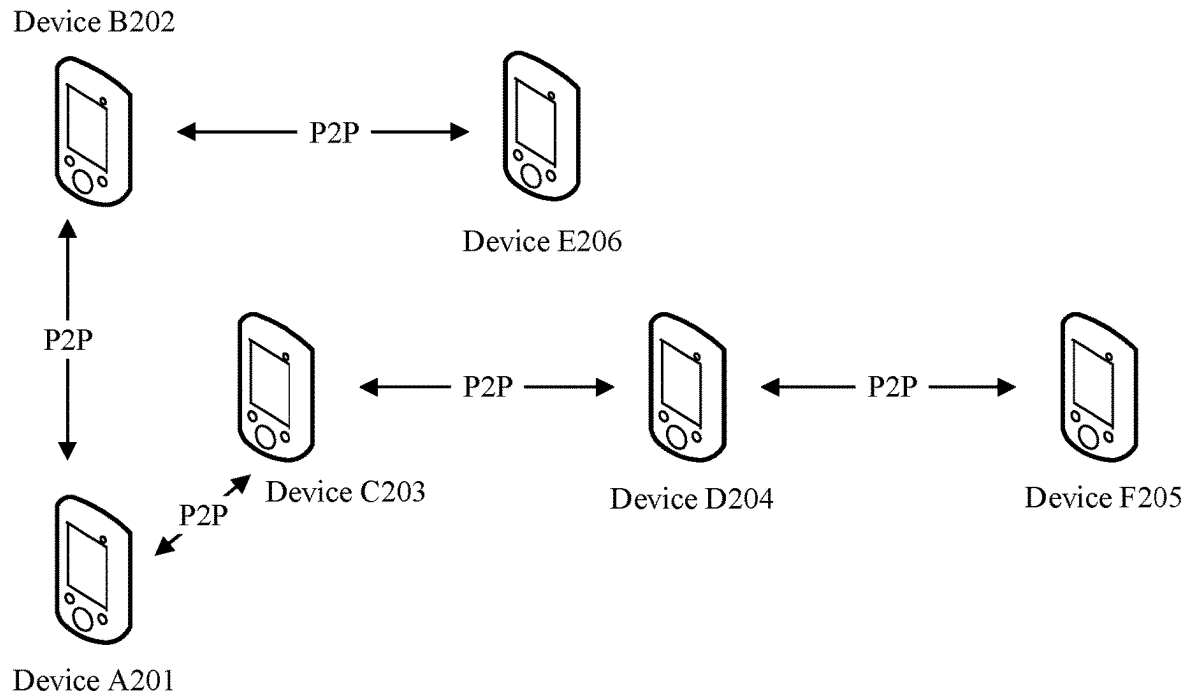 Device B202
P2P
Device E206
P2P
P2P
P2P
Device C203
Device D204
Device F205
P2P
Device A201